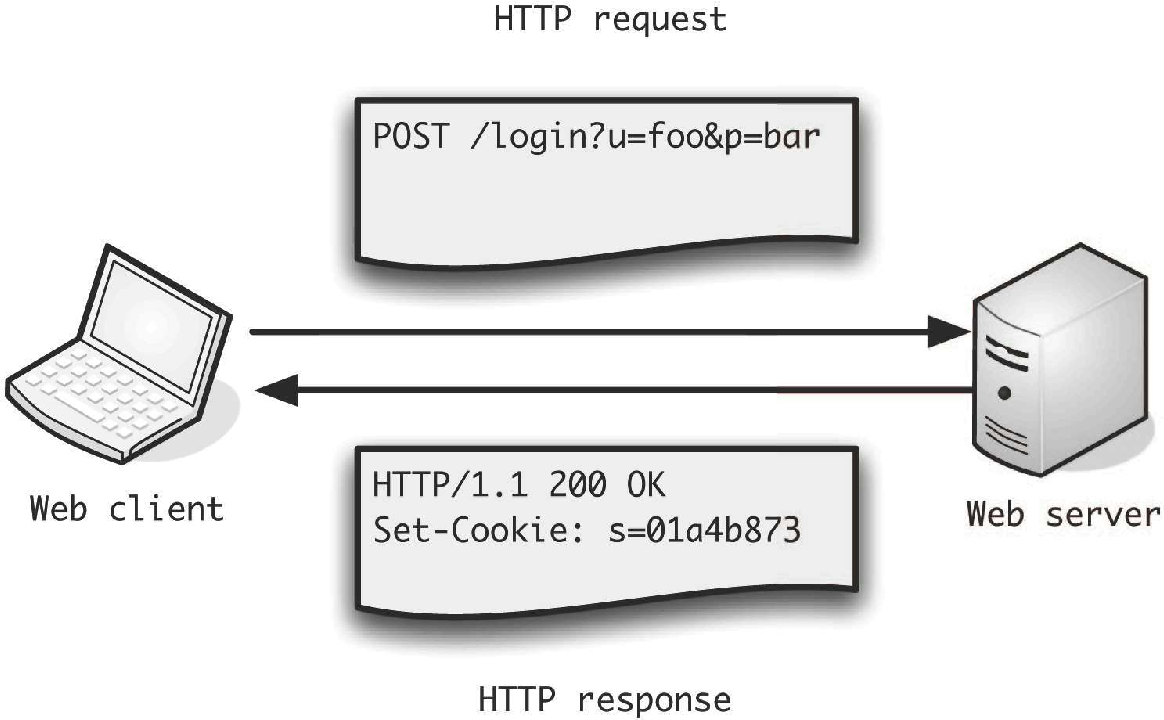 HTTP request
POST /login?u=foo&p=bar
Web client
Web server
HTTP/1.1 200 OK
Set-Cookie: s=01a4b873
HTTP response